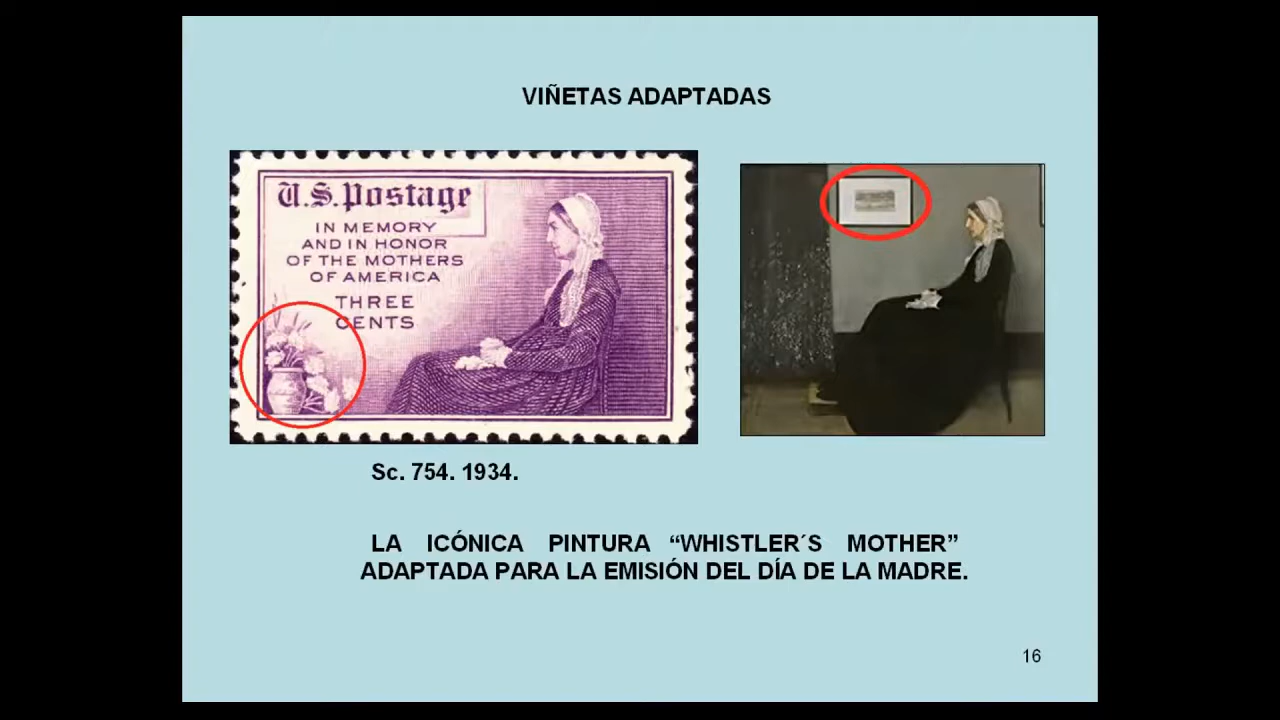 VIÑETAS ADAPTADAS
U.S. Postage
IN MEMORY
AND IN HONOR
OF THE MOTHERS
OF AMERICA
THREE
CENTS
Sc. 754. 1934.
LA ICÓNICA PINTURA “WHISTLER´S MOTHER”
ADAPTADA PARA LA EMISIÓN DEL DÍA DE LA MADRE.
16